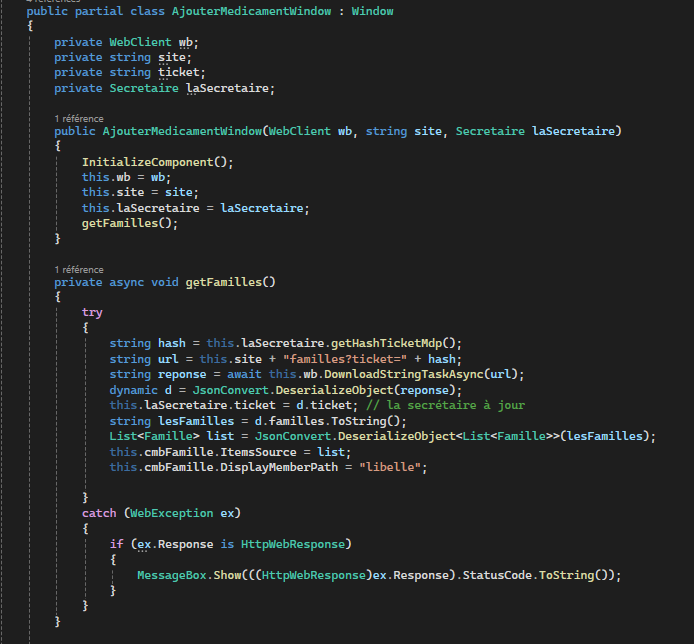 4 références
public partial class AjouterMedicamentWindow : Window
{
private WebClient wb;
private string site;
private string ticket;
private Secretaire laSecretaire;
1 référence
public AjouterMedicamentWindow(WebClient wb, string site, Secretaire laSecretaire)
{
InitializeComponent();
this.wb = wb;
this.site = site;
this.laSecretaire = laSecretaire;
getFamilles();
}
1 référence
private async void getFamilles()
{
try
{
string hash = this.laSecretaire.getHashTicketMdp();
string url = this.site + "familles?ticket=" + hash;
string reponse = await this.wb.DownloadStringTaskAsync(url);
dynamic d = JsonConvert.DeserializeObject(reponse);
this.laSecretaire.ticket = d.ticket; // la secrétaire à jour
string lesFamilles = d.familles.ToString();
List<Famille> list = JsonConvert.DeserializeObject<List<Famille>>(lesFamilles);
this.cmbFamille.ItemsSource = list;
this.cmbFamille.DisplayMemberPath = "libelle";
}
catch (WebException ex)
{
if (ex.Response is HttpWebResponse)
{
MessageBox.Show(((HttpWebResponse)ex.Response).StatusCode.ToString());
}
}
}